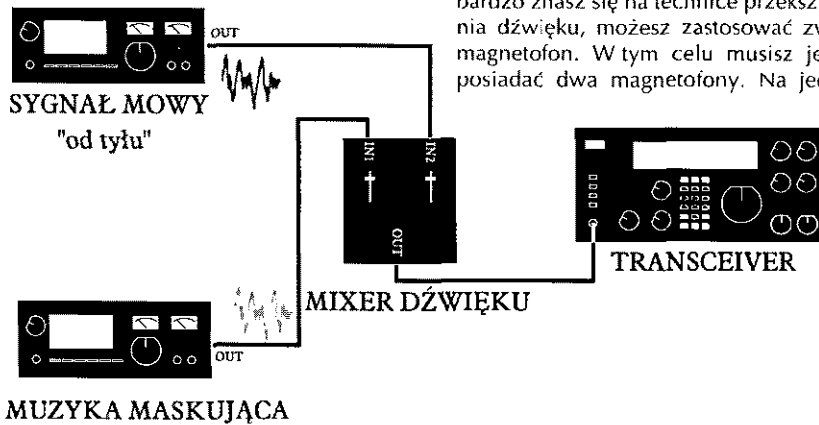 bardzo znasz się na technice przeksz
nia dźwięku, możesz zastosować zw
magnetofon. W tym celu musisz je
posiadać dwa magnetofony. Na jed
OUT
SYGNAŁ MOWY
"od tyłu"
IN1
IN2
OUT
TRANSCEIVER
MIXER DŹWIĘKU
OUT
MUZYKA MASKUJĄCA